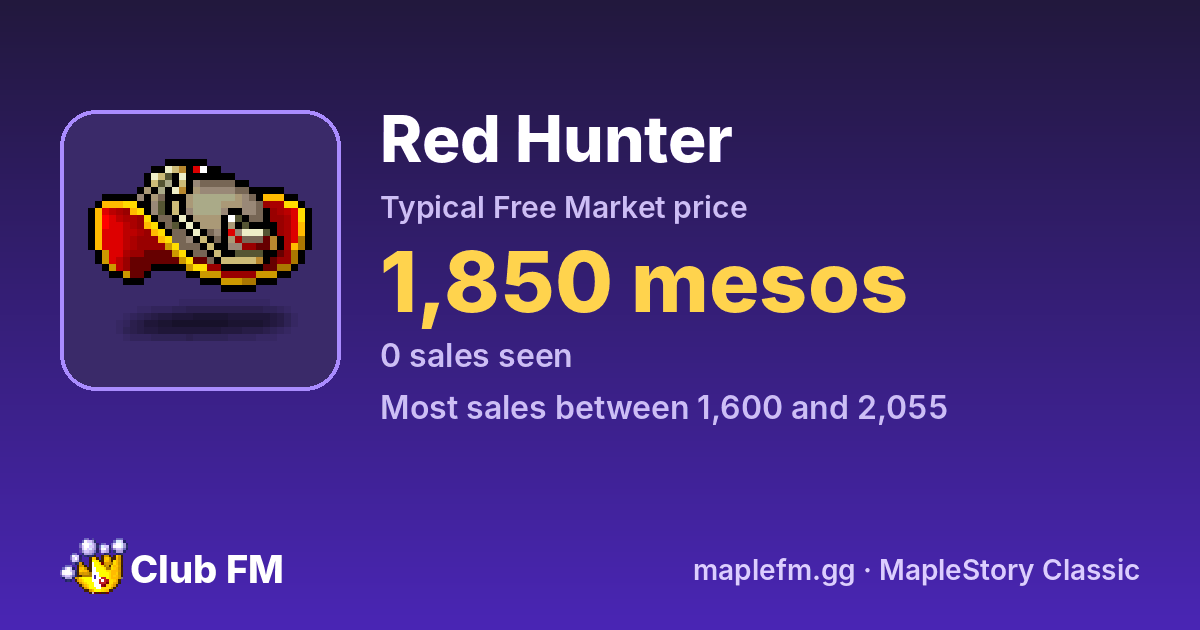 Red Hunter
Typical Free Market price
1,850 mesos
0 sales seen
Most sales between 1,600 and 2,055
Club FM
maplefm.gg · MapleStory Classic